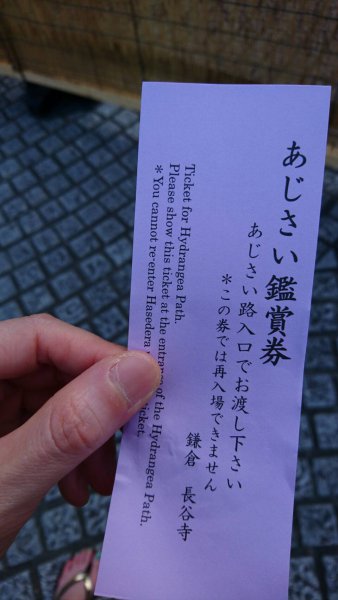 あじさい鑑賞券
あじさい路入口でお渡し下さい
＊この券では再入場できません
鎌倉　長谷寺
Ticket for Hydrangea Path.
Please show this ticket at the entrance of the Hydrangea Path.
＊You cannot re-enter Hasedera ticket.